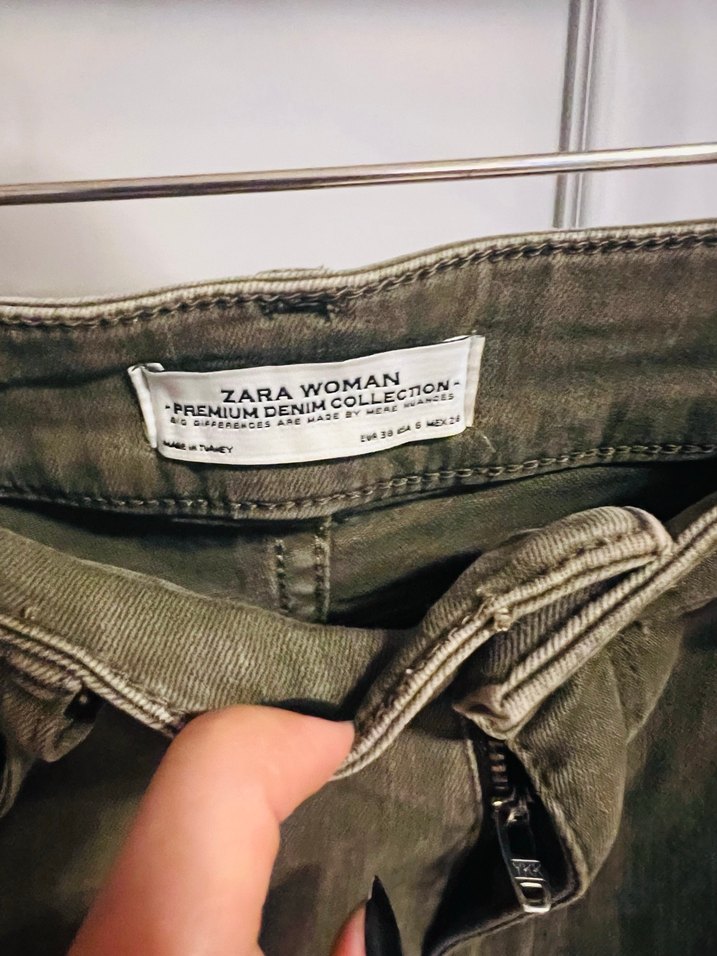 ZARA WOMAN
-PREMIUM DENIM COLLECTION-
BIG DIFFERENCES ARE MADE BY MERE NUANCES
MADE IN TURKEY
EUR 38 USA 6 MEX 28
YKK